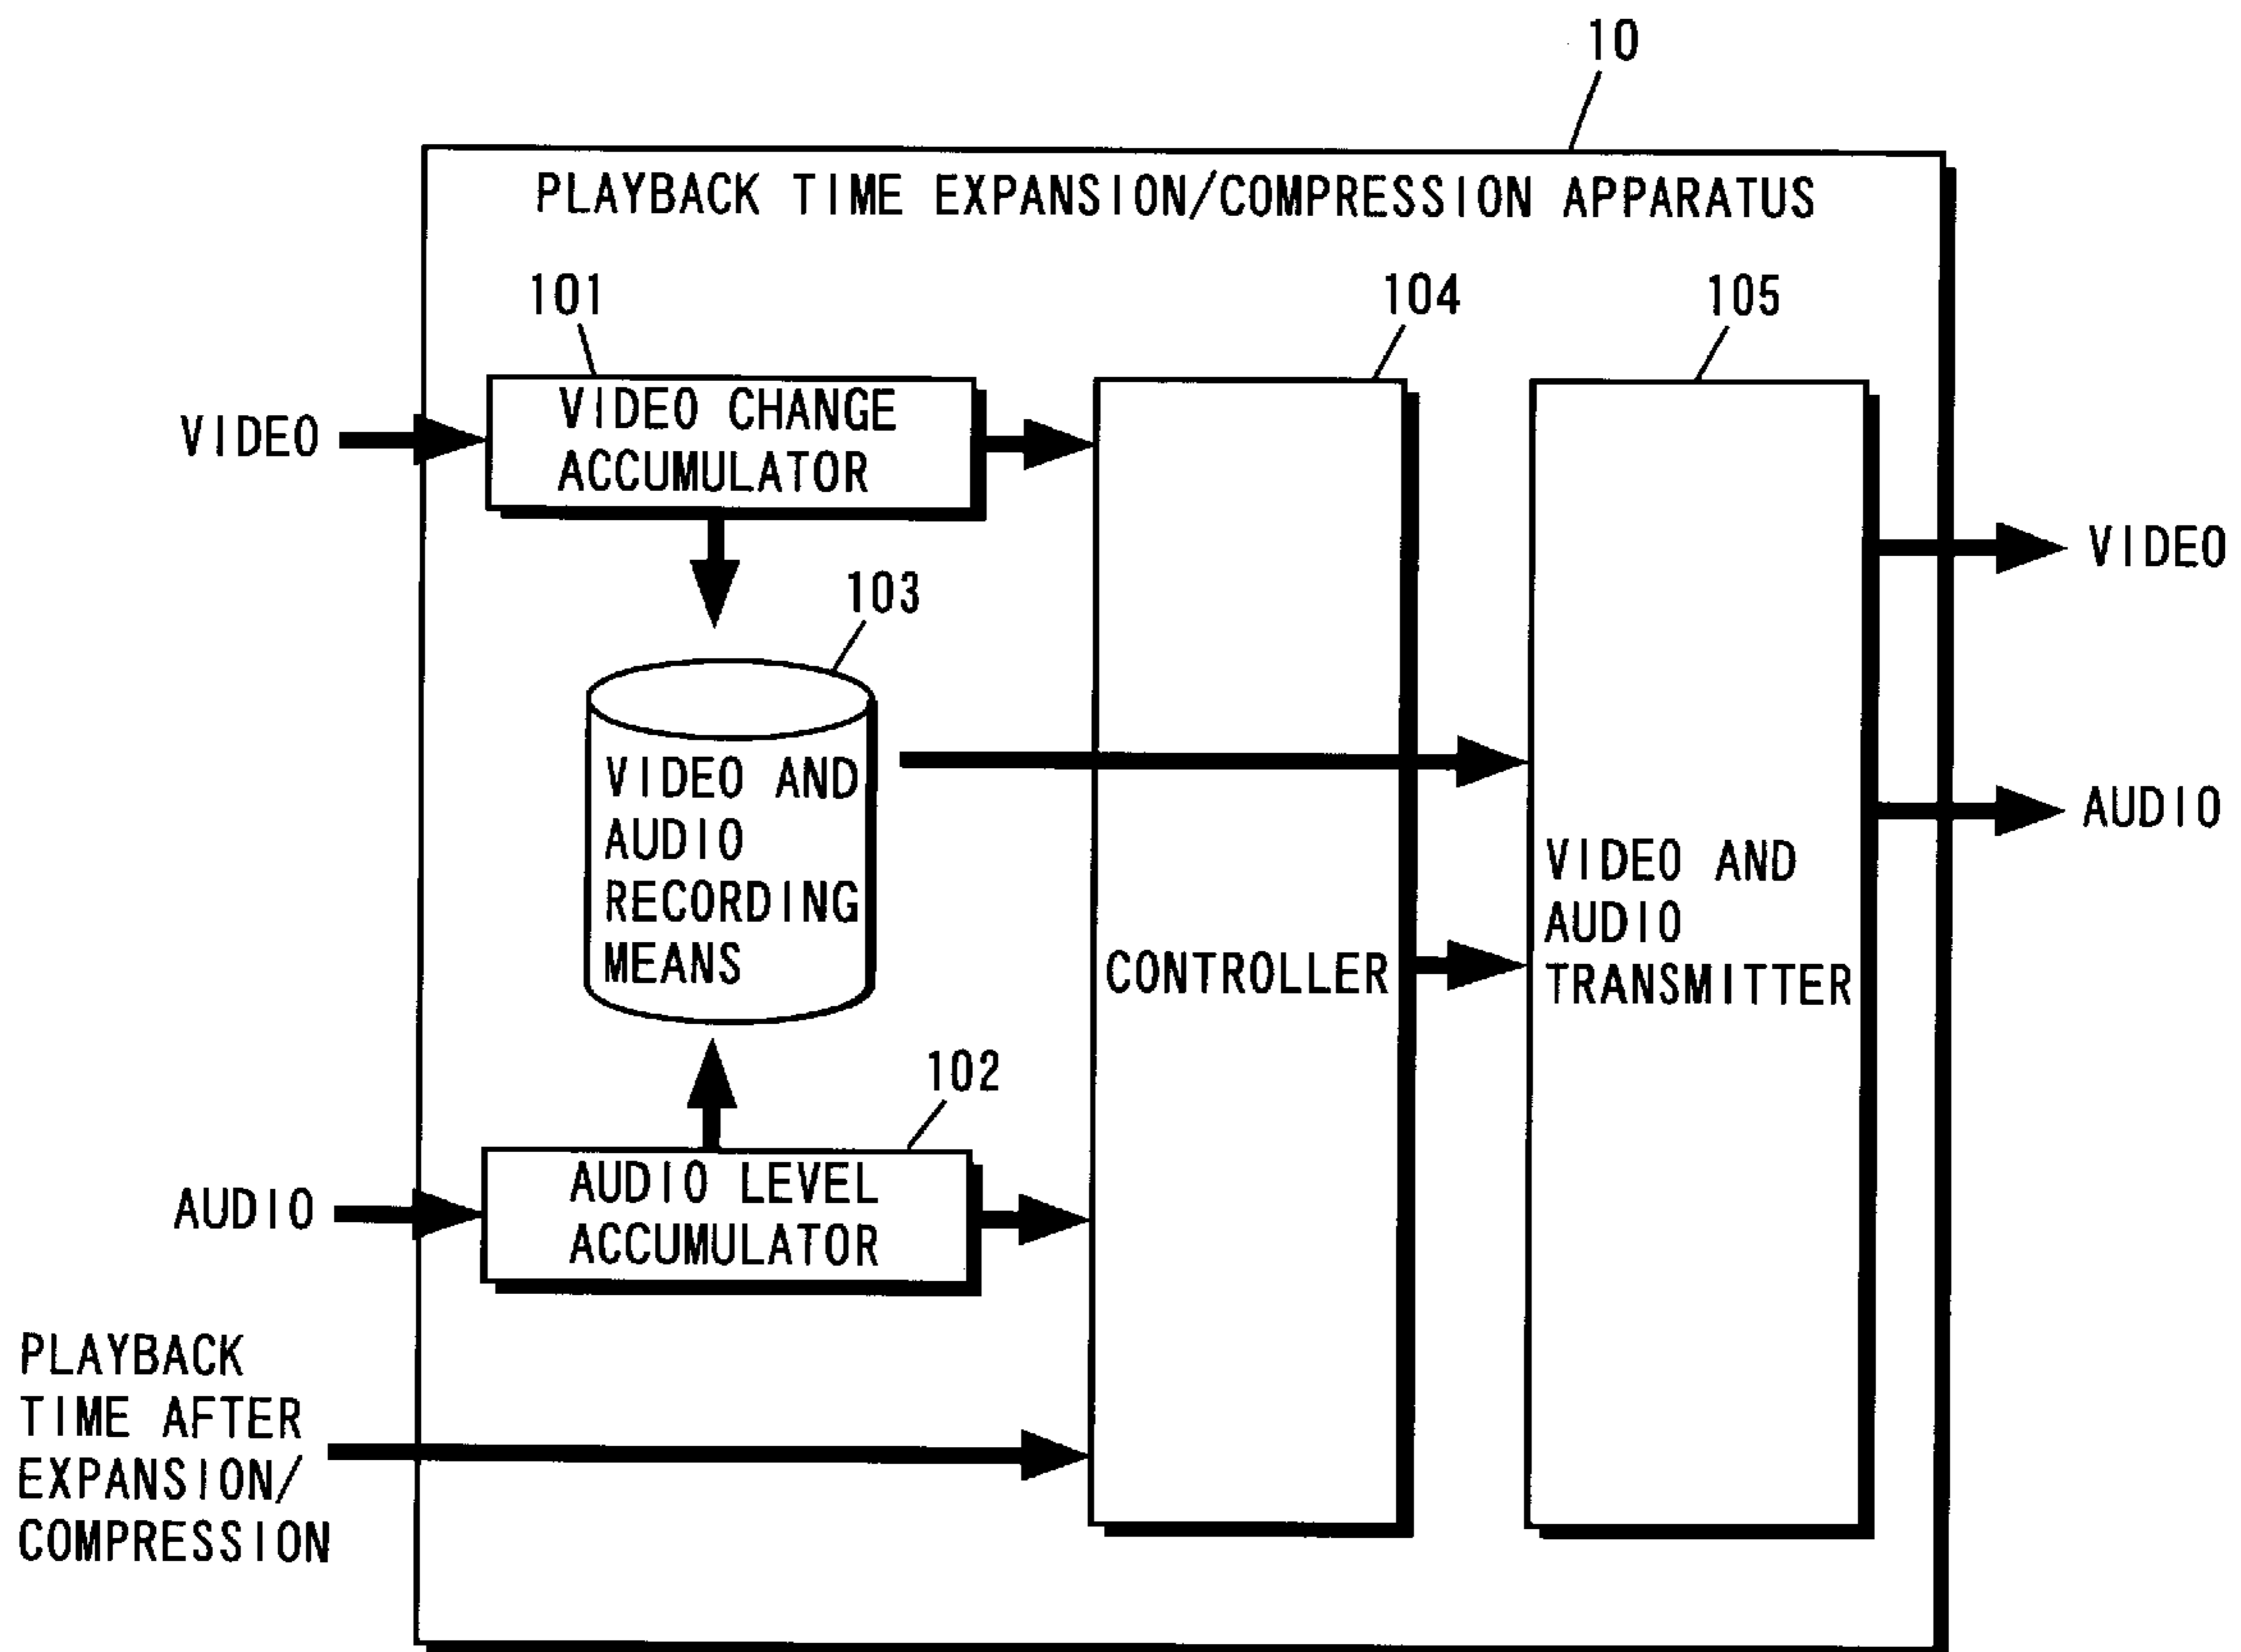 10
PLAYBACK TIME EXPANSION/COMPRESSION APPARATUS
101
104
105
VIDEO
VIDEO CHANGE
ACCUMULATOR
VIDEO
103
VIDEO AND
AUDIO
RECORDING
MEANS
AUDIO
VIDEO AND
AUDIO
TRANSMITTER
CONTROLLER
102
AUDIO
AUDIO LEVEL
ACCUMULATOR
PLAYBACK
TIME AFTER
EXPANSION/
COMPRESSION